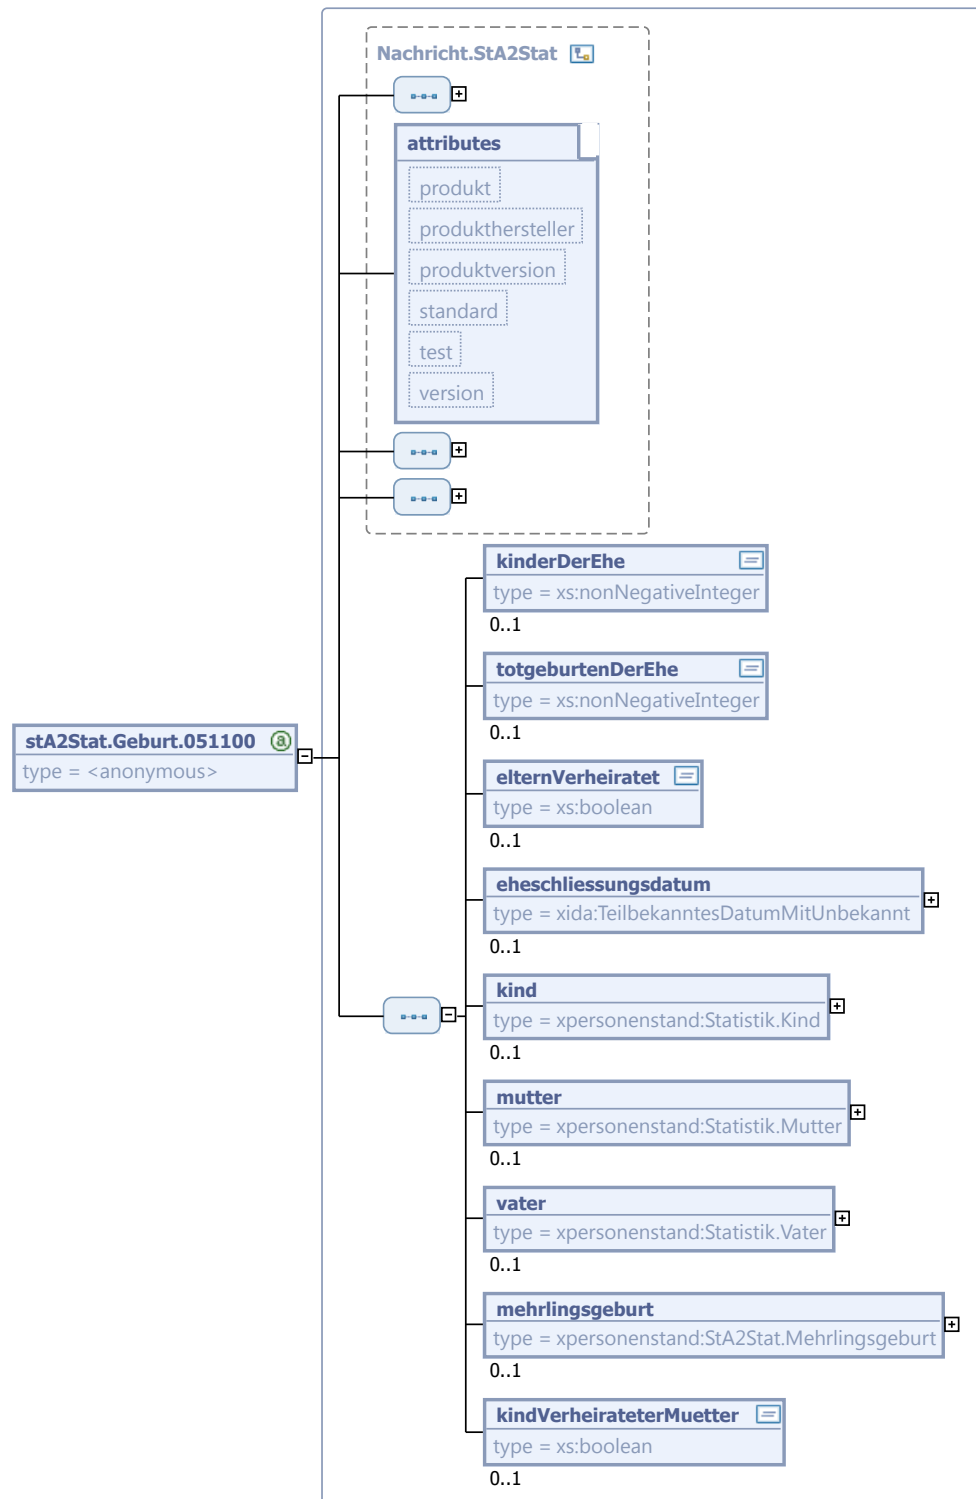 Nachricht.StA2Stat
attributes
produkt
produkthersteller
produktversion
standard
test
version
kinderDerEhe
type = xs:nonNegativeInteger
0..1
totgeburtenDerEhe
type = xs:nonNegativeInteger
0..1
stA2Stat.Geburt.051100
type = <anonymous>
elternVerheiratet
type = xs:boolean
0..1
eheschliessungsdatum
type = xida:TeilbekanntesDatumMitUnbekannt
0..1
kind
type = xpersonenstand:Statistik.Kind
0..1
mutter
type = xpersonenstand:Statistik.Mutter
0..1
vater
type = xpersonenstand:Statistik.Vater
0..1
mehrlingsgeburt
type = xpersonenstand:StA2Stat.Mehrlingsgeburt
0..1
kindVerheirateterMuetter
type = xs:boolean
0..1